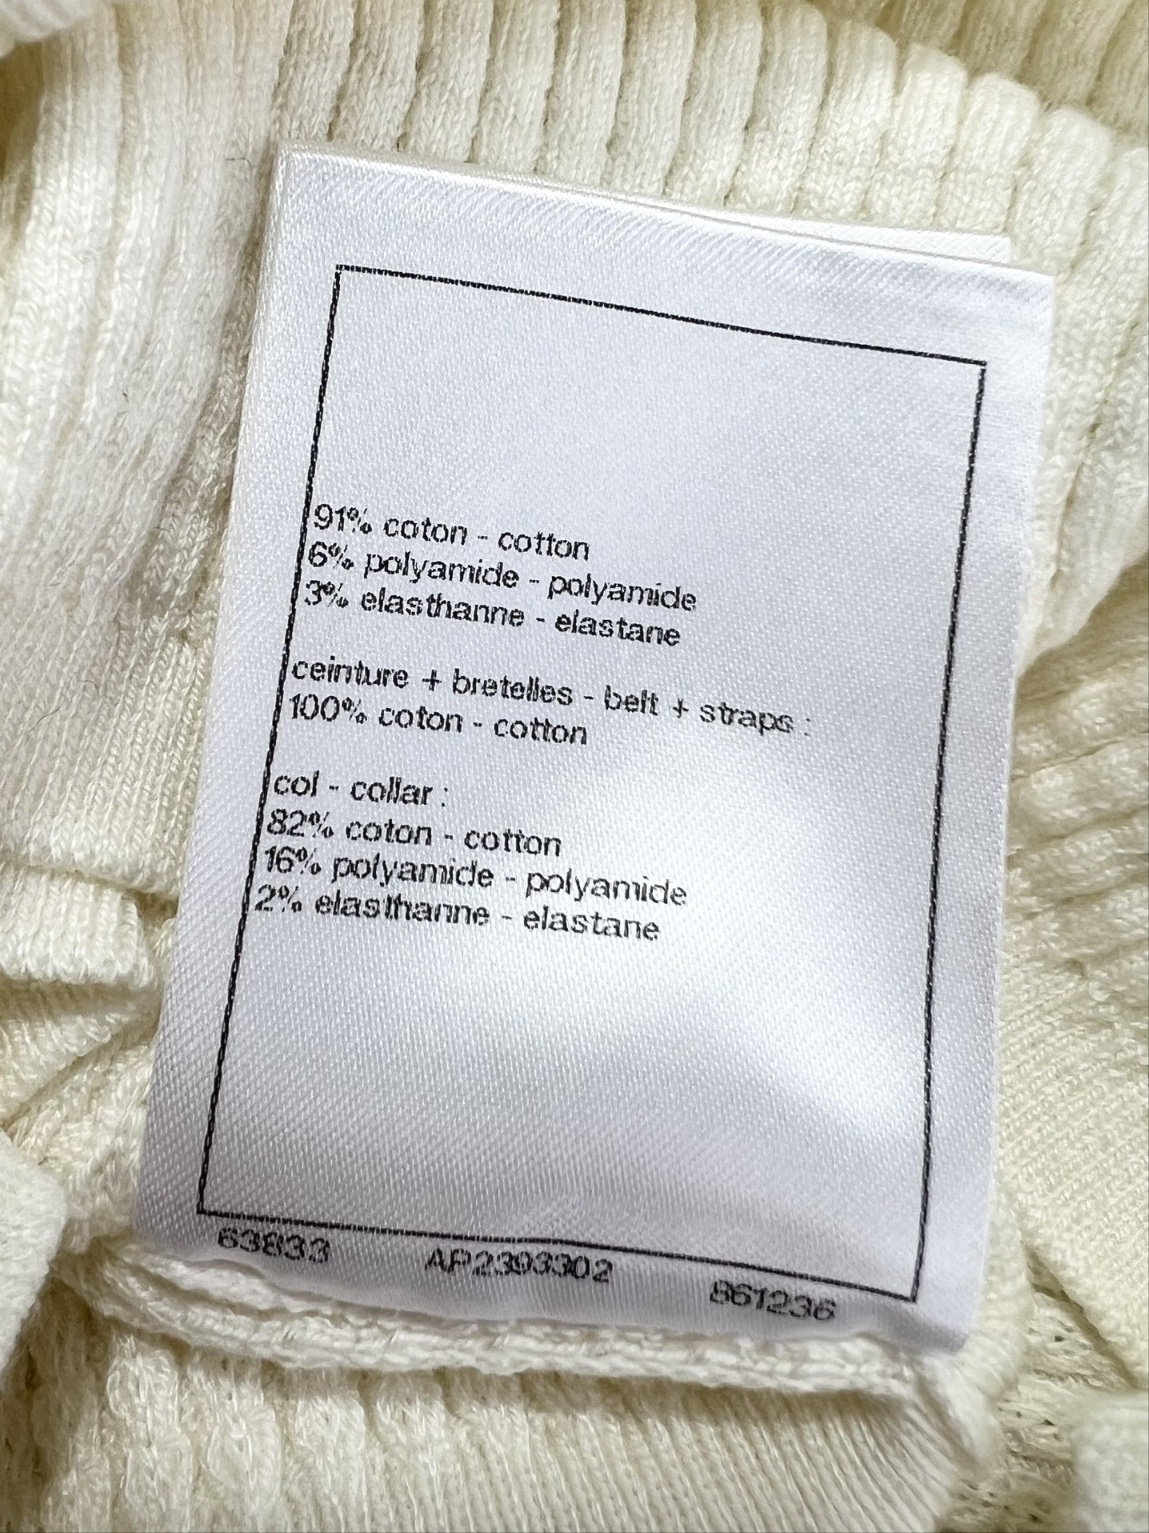 91% coton - cotton
6% polyamide - polyamide
3% elasthanne - elastane
ceinture + bretelles - belt + straps :
100% coton - cotton
col - collar :
82% coton - cotton
16% polyamide - polyamide
2% elasthanne - elastane
63833 AP2393302 861236